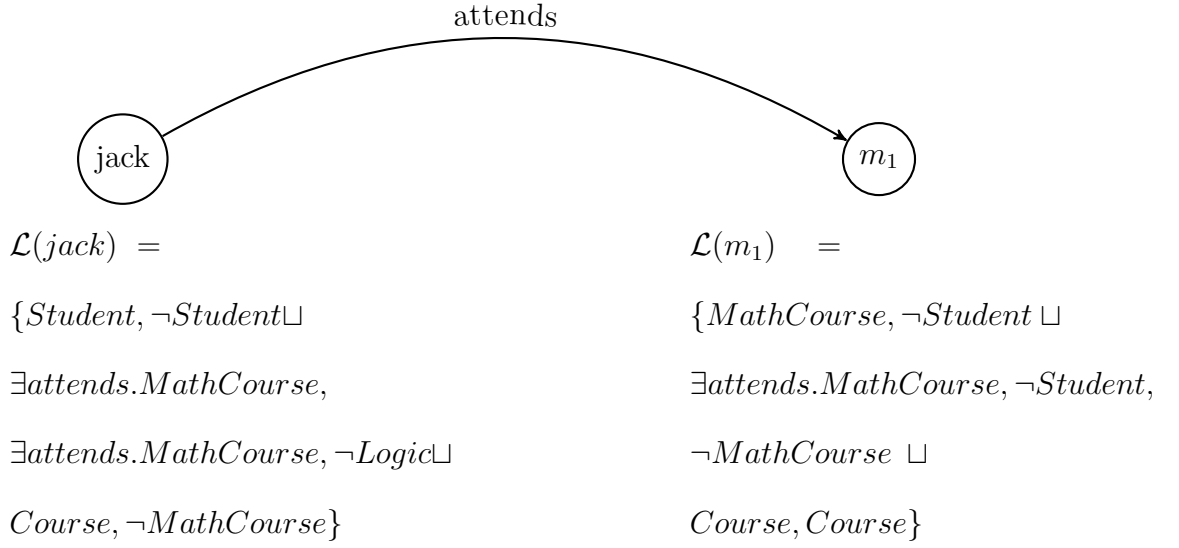 attends
jack
m₁
ℒ(jack) =
{Student, ¬Student⊔
∃attends.MathCourse,
∃attends.MathCourse, ¬Logic⊔
Course, ¬MathCourse}
ℒ(m₁) =
{MathCourse, ¬Student ⊔
∃attends.MathCourse, ¬Student,
¬MathCourse ⊔
Course, Course}